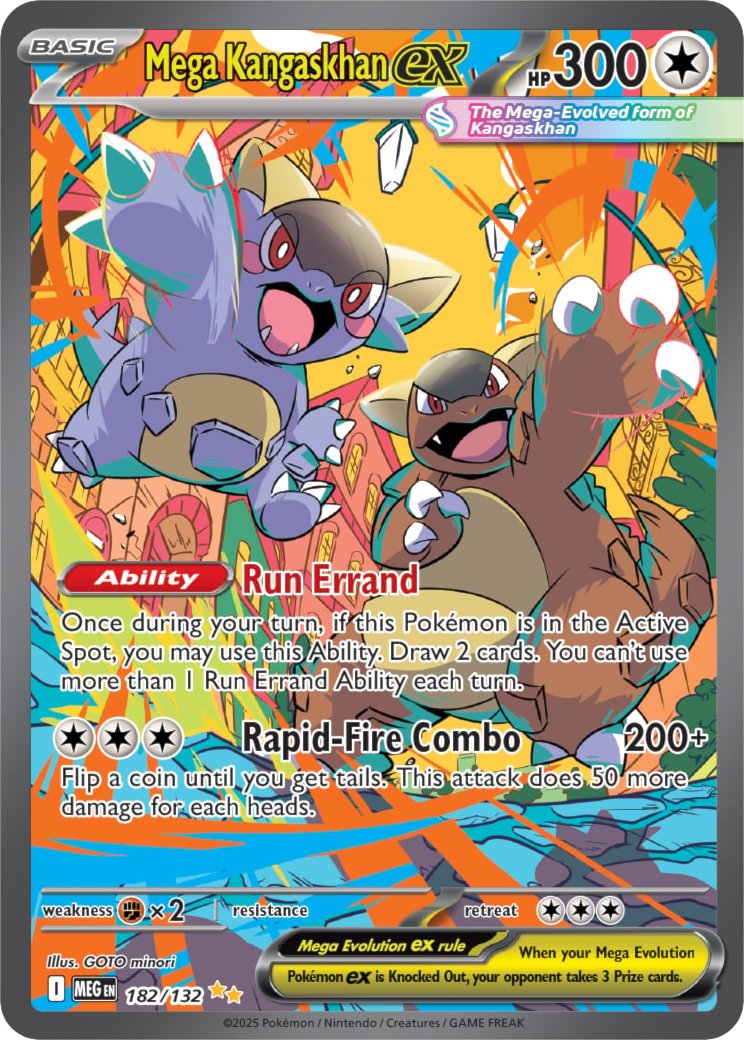 BASIC
Mega Kangaskhan ex
HP 300
The Mega-Evolved form of
Kangaskhan
Ability Run Errand
Once during your turn, if this Pokémon is in the Active
Spot, you may use this Ability. Draw 2 cards. You can't use
more than 1 Run Errand Ability each turn.
Rapid-Fire Combo 200+
Flip a coin until you get tails. This attack does 50 more
damage for each heads.
weakness ×2 resistance retreat
Illus. GOTO minori
Mega Evolution ex rule When your Mega Evolution
Pokémon ex is Knocked Out, your opponent takes 3 Prize cards.
I MEG EN 182/132
©2025 Pokémon / Nintendo / Creatures / GAME FREAK